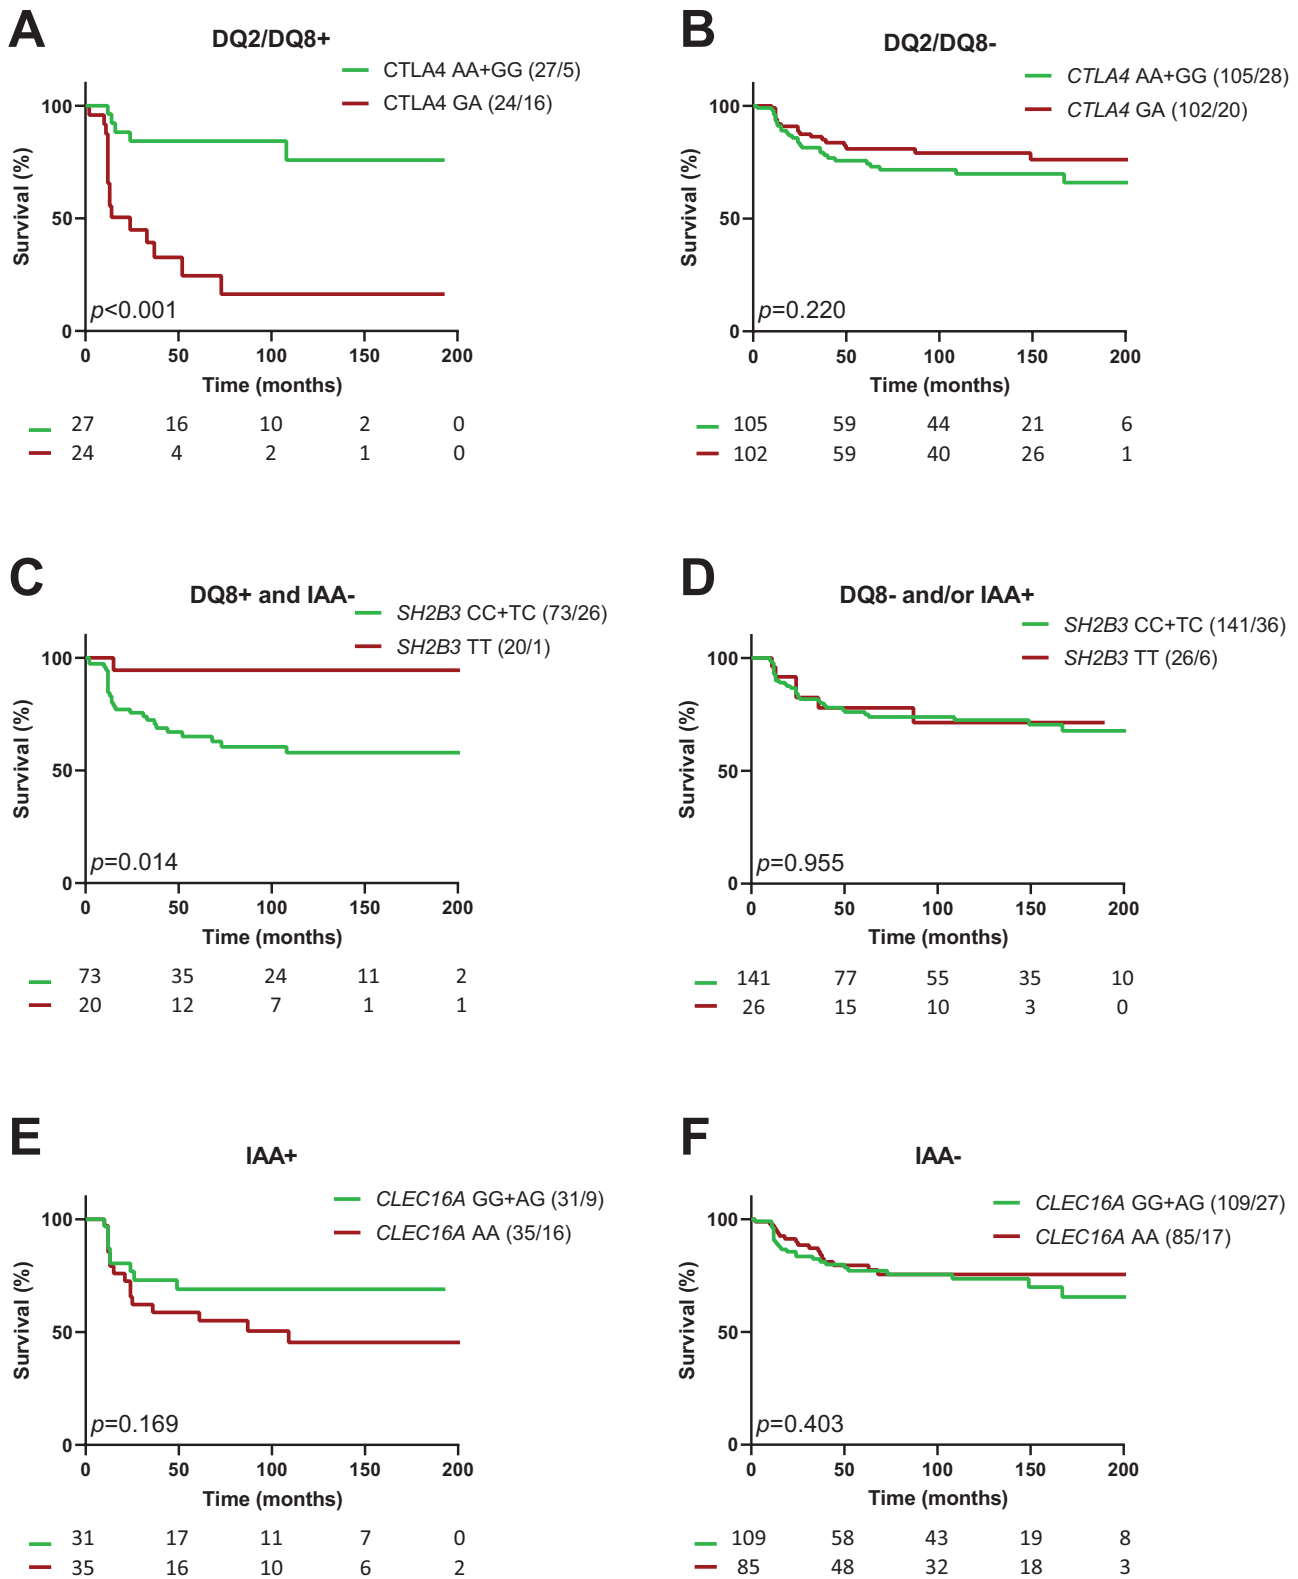 A
DQ2/DQ8+
CTLA4 AA+GG (27/5)
CTLA4 GA (24/16)
Survival (%)
100
50
0
p<0.001
0 50 100 150 200
Time (months)
27 16 10 2 0
24 4 2 1 0
B
DQ2/DQ8-
CTLA4 AA+GG (105/28)
CTLA4 GA (102/20)
Survival (%)
100
50
0
p=0.220
0 50 100 150 200
Time (months)
105 59 44 21 6
102 59 40 26 1
C
DQ8+ and IAA-
SH2B3 CC+TC (73/26)
SH2B3 TT (20/1)
Survival (%)
100
50
0
p=0.014
0 50 100 150 200
Time (months)
73 35 24 11 2
20 12 7 1 1
D
DQ8- and/or IAA+
SH2B3 CC+TC (141/36)
SH2B3 TT (26/6)
Survival (%)
100
50
0
p=0.955
0 50 100 150 200
Time (months)
141 77 55 35 10
26 15 10 3 0
E
IAA+
CLEC16A GG+AG (31/9)
CLEC16A AA (35/16)
Survival (%)
100
50
0
p=0.169
0 50 100 150 200
Time (months)
31 17 11 7 0
35 16 10 6 2
F
IAA-
CLEC16A GG+AG (109/27)
CLEC16A AA (85/17)
Survival (%)
100
50
0
p=0.403
0 50 100 150 200
Time (months)
109 58 43 19 8
85 48 32 18 3